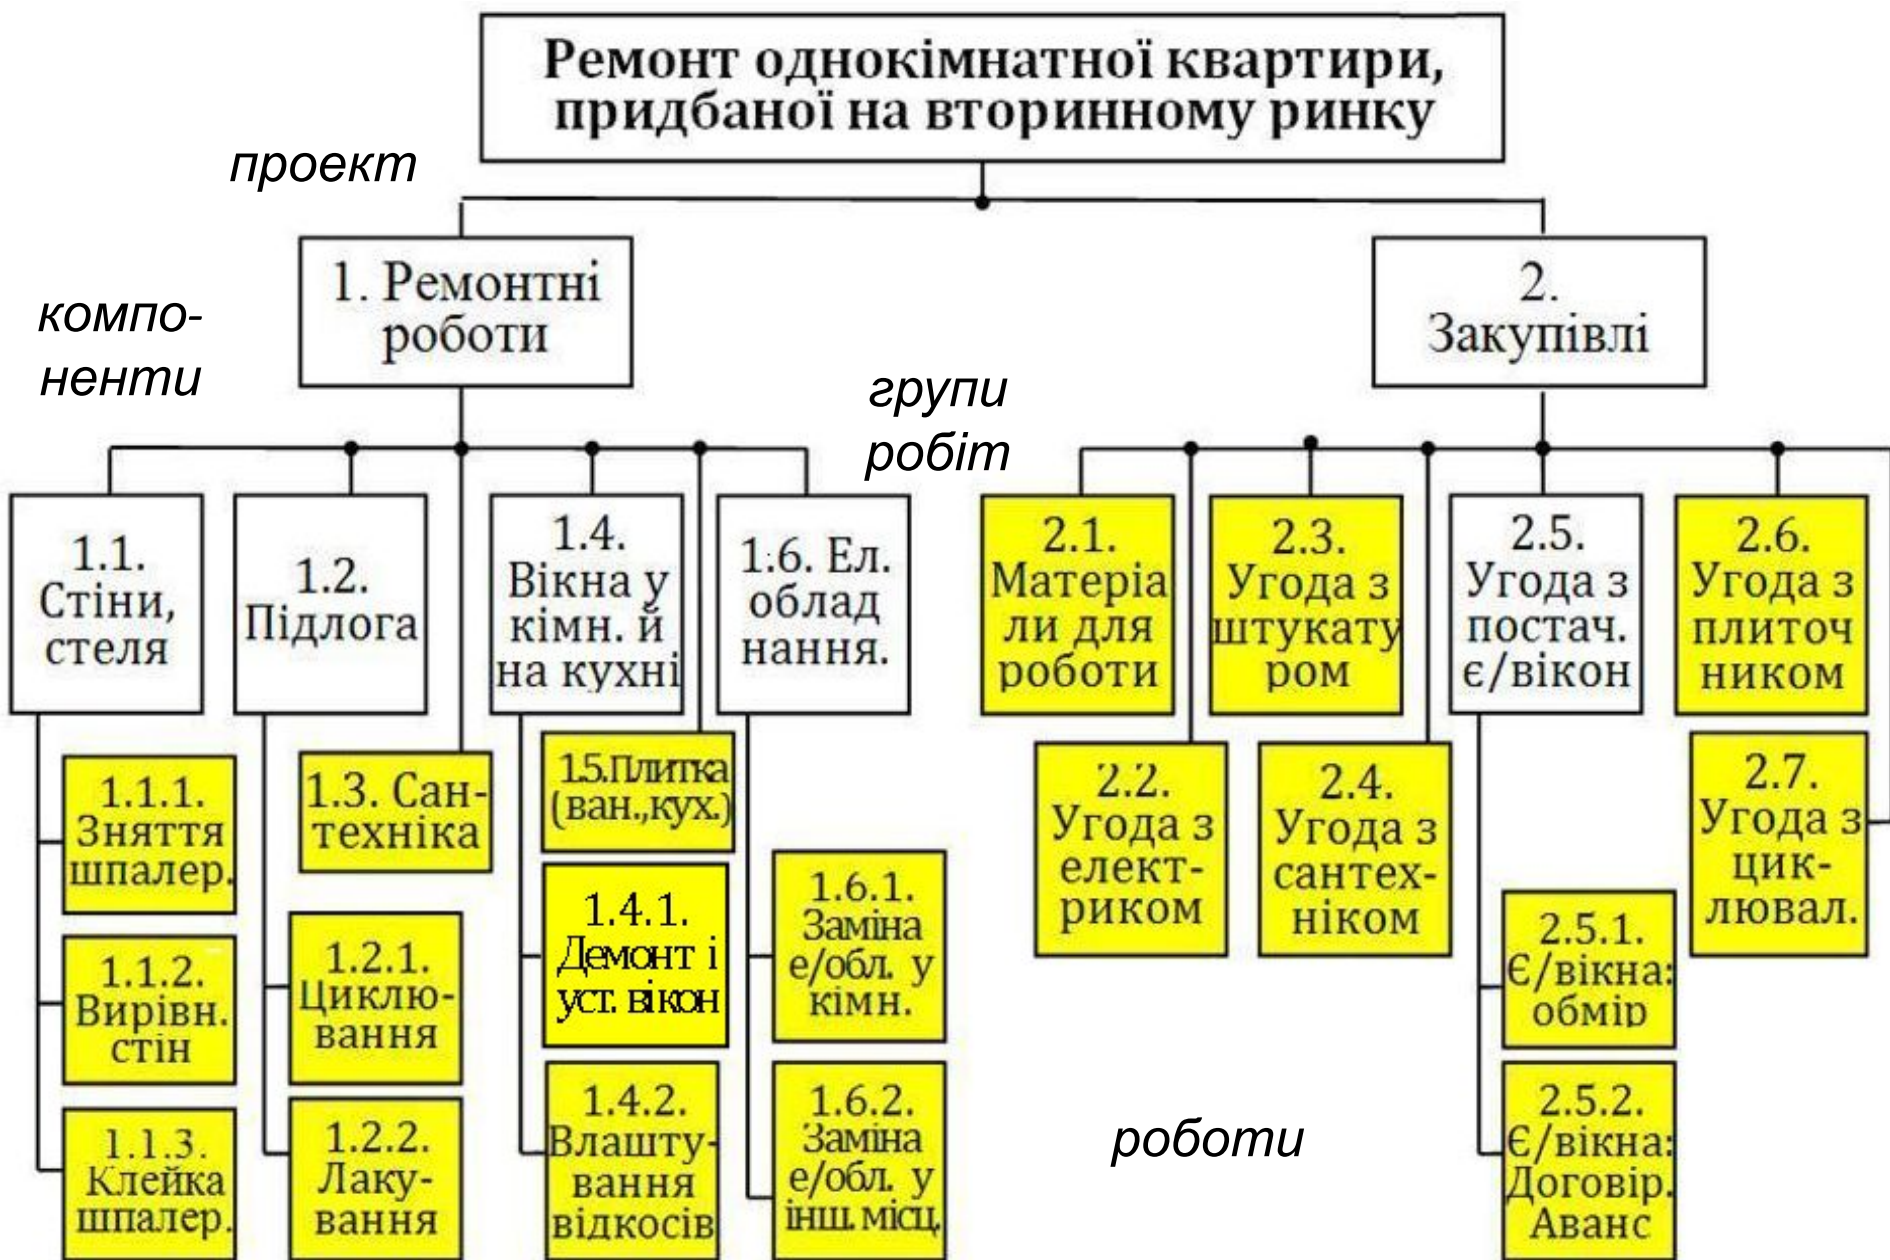 Ремонт однокімнатної квартири,
придбаної на вторинному ринку
проект
1. Ремонтні
роботи
2.
Закупівлі
компо-
ненти
групи
робіт
1.1.
Стіни,
стеля
1.2.
Підлога
1.4.
Вікна у
кімн. й
на кухні
1.6. Ел.
облад
нання.
2.1.
Матеріа
ли для
роботи
2.3.
Угода з
штукату
ром
2.5.
Угода з
постач.
є/вікон
2.6.
Угода з
плиточ
ником
1.1.1.
Зняття
шпалер.
1.3. Сан-
техніка
1.5.Плитка
(ван.,кух.)
2.2.
Угода з
елект-
риком
2.4.
Угода з
сантех-
ніком
2.7.
Угода з
цик-
лювал.
1.1.2.
Вирівн.
стін
1.2.1.
Циклю-
вання
1.4.1.
Демонт і
уст. вікон
1.6.1.
Заміна
е/обл. у
кімн.
2.5.1.
Є/вікна:
обмір
1.1.3.
Клейка
шпалер.
1.2.2.
Лаку-
вання
1.4.2.
Влашту-
вання
відкосів
1.6.2.
Заміна
е/обл. у
інш. місц.
роботи
2.5.2.
Є/вікна:
Договір.
Аванс